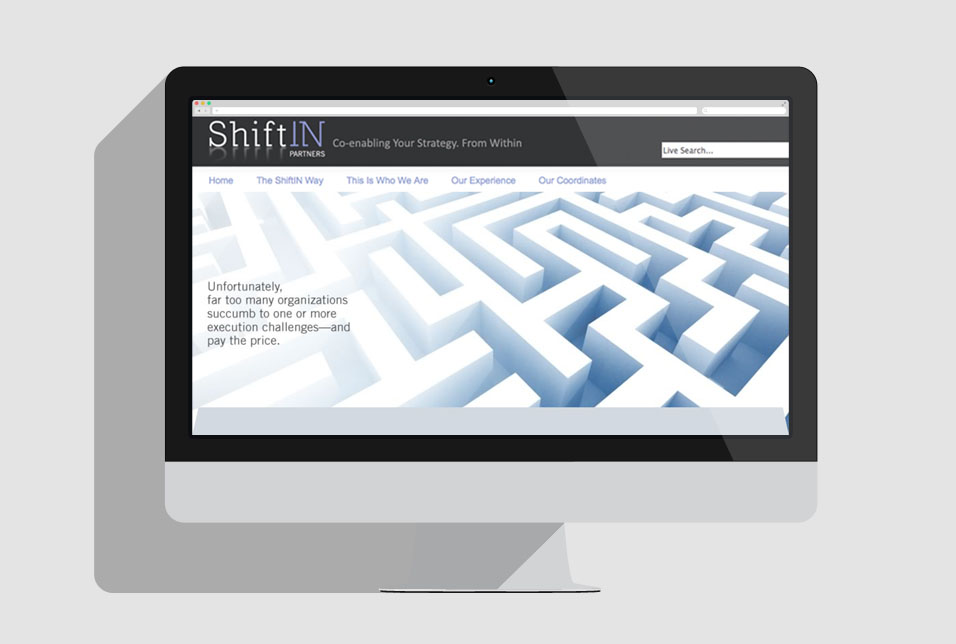 ShiftIN
PARTNERS
Co-enabling Your Strategy. From Within
Live Search...
Home The ShiftIN Way This Is Who We Are Our Experience Our Coordinates
Unfortunately,
far too many organizations
succumb to one or more
execution challenges—and
pay the price.